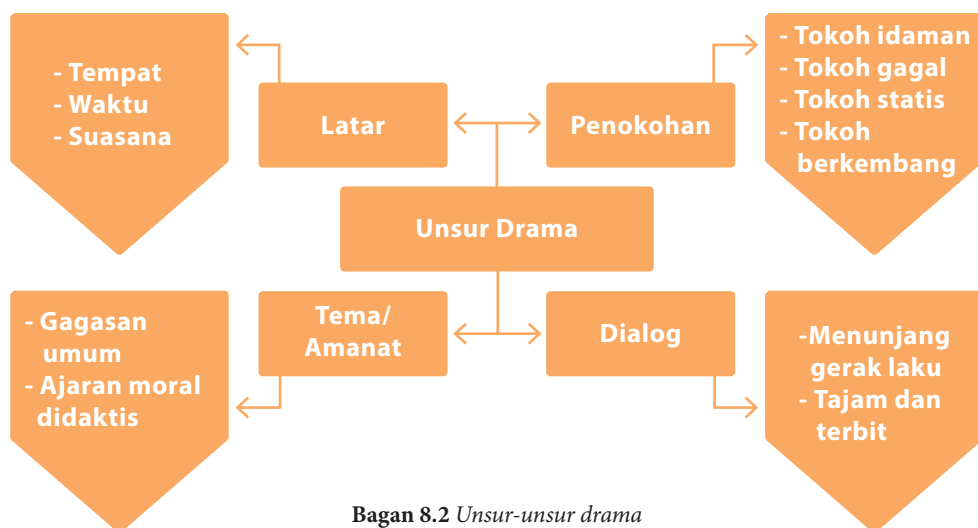 - Tempat
- Waktu
- Suasana
Latar
Penokohan
- Tokoh idaman
- Tokoh gagal
- Tokoh statis
- Tokoh
berkembang
Unsur Drama
- Gagasan
umum
- Ajaran moral
didaktis
Tema/
Amanat
Dialog
-Menunjang
gerak laku
- Tajam dan
terbit
Bagan 8.2 Unsur-unsur drama